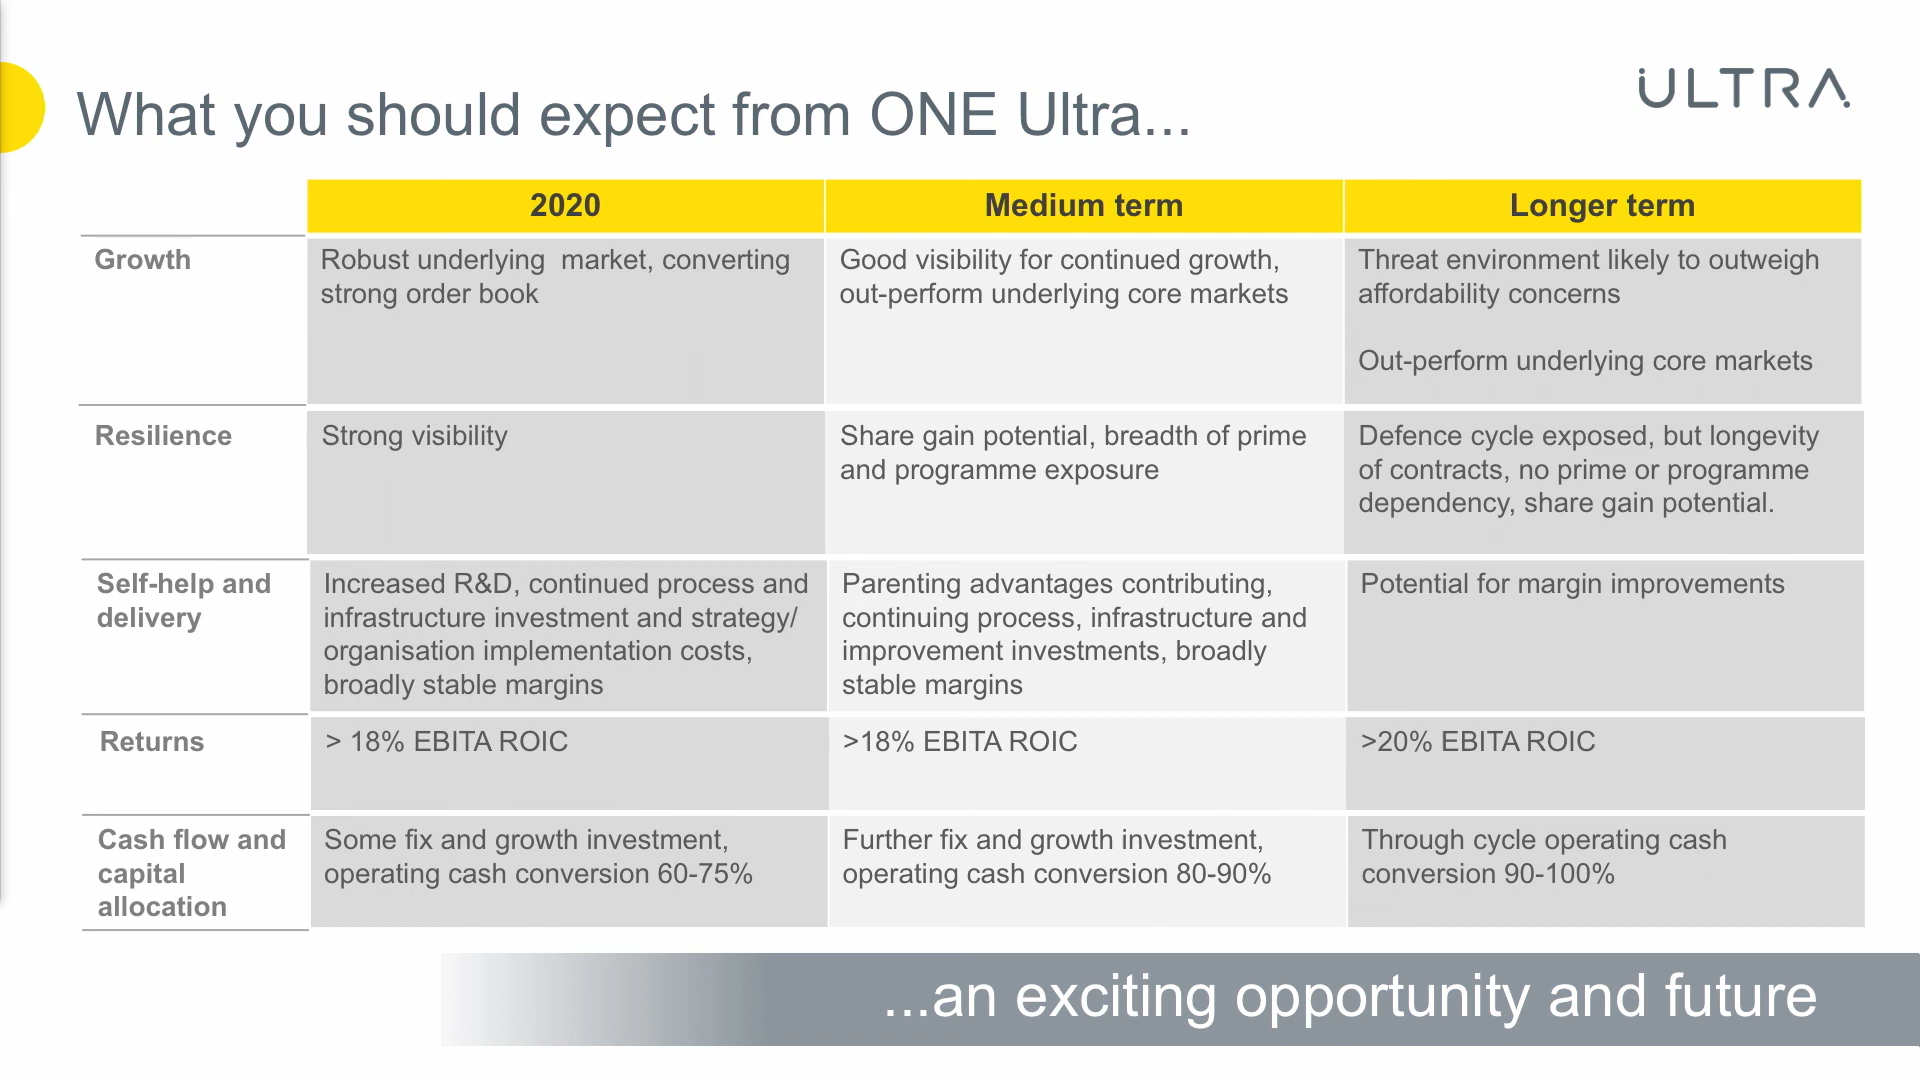 ULTRA
What you should expect from ONE Ultra...
2020
Medium term
Longer term
Growth
Robust underlying market, converting
strong order book
Good visibility for continued growth,
out-perform underlying core markets
Threat environment likely to outweigh
affordability concerns
Out-perform underlying core markets
Resilience
Strong visibility
Share gain potential, breadth of prime
and programme exposure
Defence cycle exposed, but longevity
of contracts, no prime or programme
dependency, share gain potential.
Self-help and
delivery
Increased R&D, continued process and
infrastructure investment and strategy/
organisation implementation costs,
broadly stable margins
Parenting advantages contributing,
continuing process, infrastructure and
improvement investments, broadly
stable margins
Potential for margin improvements
Returns
> 18% EBITA ROIC
>18% EBITA ROIC
>20% EBITA ROIC
Cash flow and
capital
allocation
Some fix and growth investment,
operating cash conversion 60-75%
Further fix and growth investment,
operating cash conversion 80-90%
Through cycle operating cash
conversion 90-100%
...an exciting opportunity and future